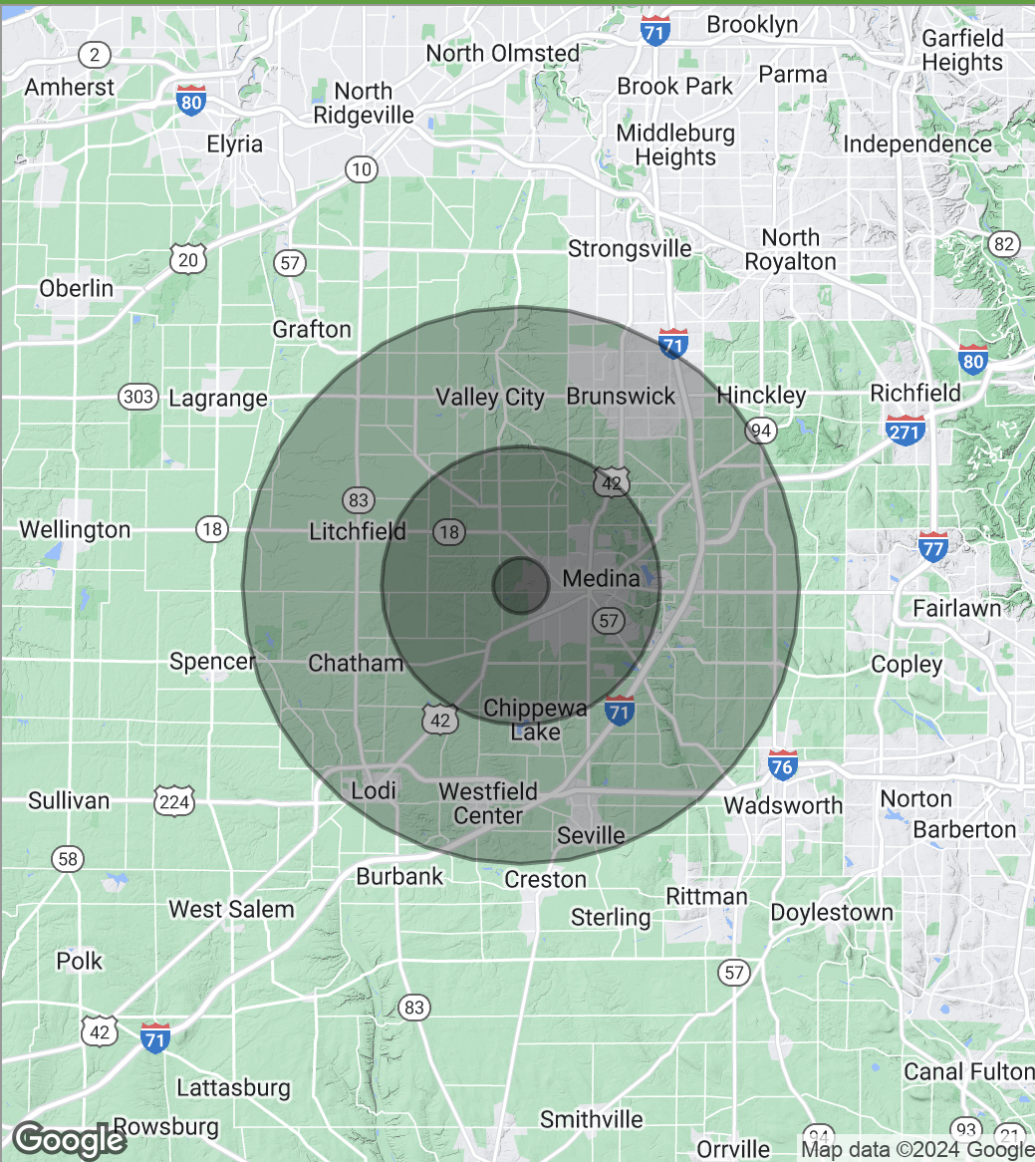 71
Brooklyn
2
North Olmsted
Garfield
Heights
Amherst
80
North
Ridgeville
Brook Park
Parma
Elyria
Middleburg
Heights
Independence
10
20
57
Strongsville
North
Royalton
82
Oberlin
Grafton
71
80
303
Lagrange
Valley City
Brunswick
Hinckley
Richfield
94
271
42
83
Wellington
18
Litchfield
18
77
Medina
57
Fairlawn
Spencer
Chatham
Copley
42
Chippewa
Lake
71
76
Sullivan
224
Lodi
Westfield
Center
Wadsworth
Norton
Barberton
Seville
58
Burbank
Creston
West Salem
Sterling
Rittman
Doylestown
Polk
57
83
42
71
Lattasburg
Canal Fulton
Rowsburg
Smithville
Google
Orrville
94
93
21
Map data ©2024 Google